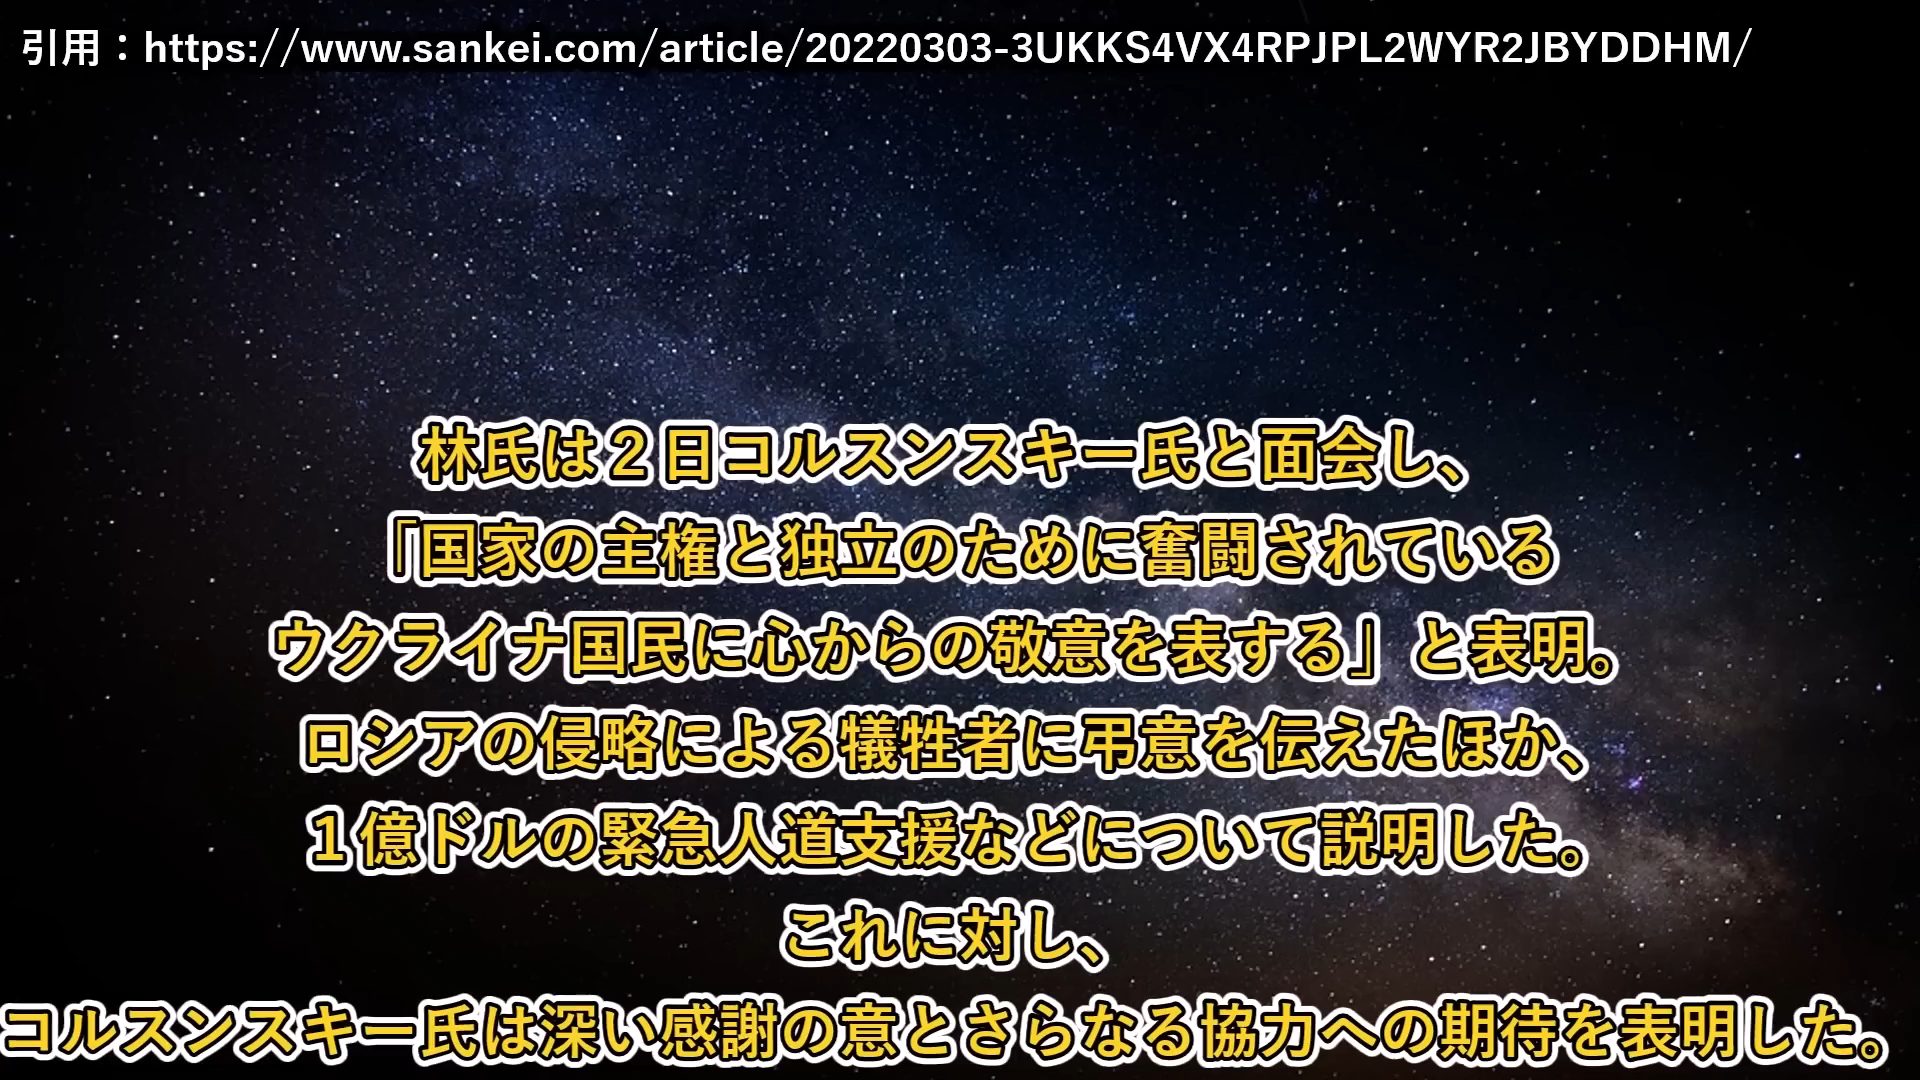 引用：https://www.sankei.com/article/20220303-3UKKS4VX4RPJPL2WYR2JBYDDHM/
林氏は２日コルスンスキー氏と面会し、
「国家の主権と独立のために奮闘されている
ウクライナ国民に心からの敬意を表する」と表明。
ロシアの侵略による犠牲者に弔意を伝えたほか、
１億ドルの緊急人道支援などについて説明した。
これに対し、
コルスンスキー氏は深い感謝の意とさらなる協力への期待を表明した。